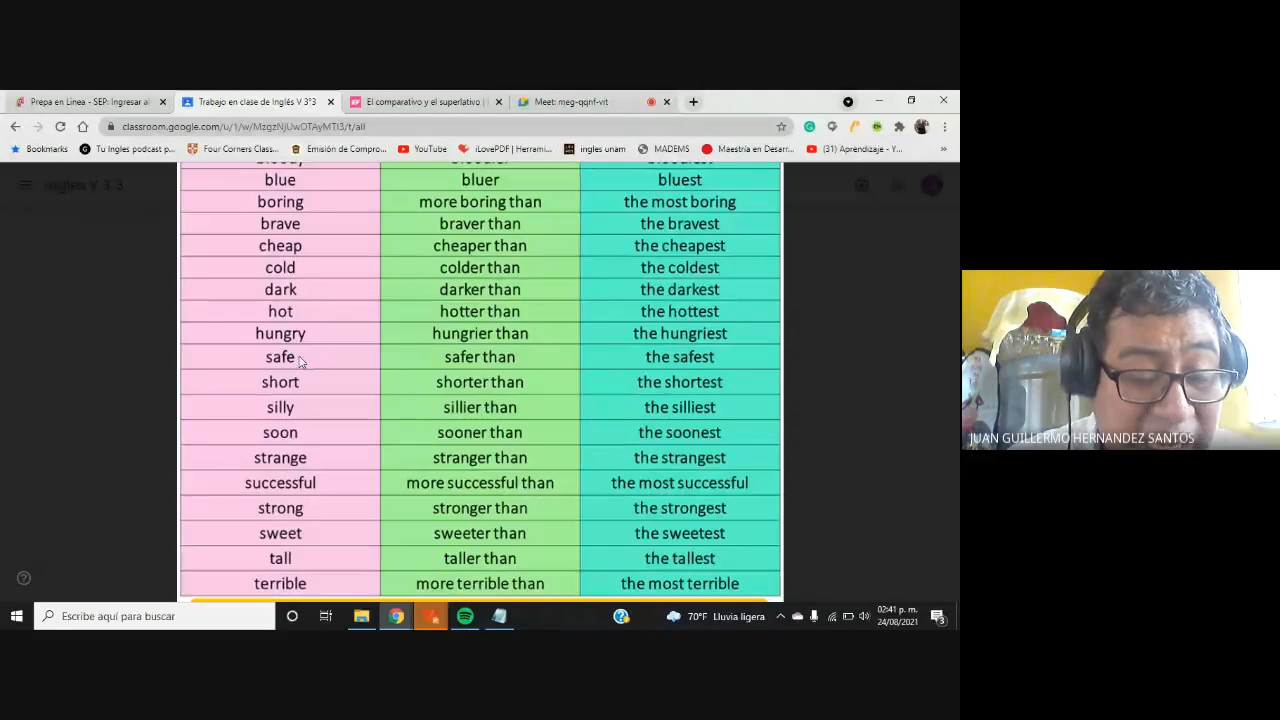 Prepa en Línea - SEP: Ingresar al
Trabajo en clase de Inglés V 3°3
El comparativo y el superlativo |
Meet: meg-qqnf-vit
classroom.google.com/u/1/w/MzgzNjUwOTAyMTI3/t/all
Bookmarks
Tu Ingles podcast p...
Four Corners Class...
Emisión de Compro...
YouTube
iLovePDF | Herrami...
ingles unam
MADEMS
Maestría en Desarr...
(31) Aprendizaje - Y...
»
Ingles V 3 3
blue bluer bluest
boring more boring than the most boring
brave braver than the bravest
cheap cheaper than the cheapest
cold colder than the coldest
dark darker than the darkest
hot hotter than the hottest
hungry hungrier than the hungriest
safe safer than the safest
short shorter than the shortest
silly sillier than the silliest
soon sooner than the soonest
strange stranger than the strangest
successful more successful than the most successful
strong stronger than the strongest
sweet sweeter than the sweetest
tall taller than the tallest
terrible more terrible than the most terrible
JUAN GUILLERMO HERNANDEZ SANTOS
Escribe aquí para buscar
70°F Lluvia ligera
02:41 p. m.
24/08/2021
3